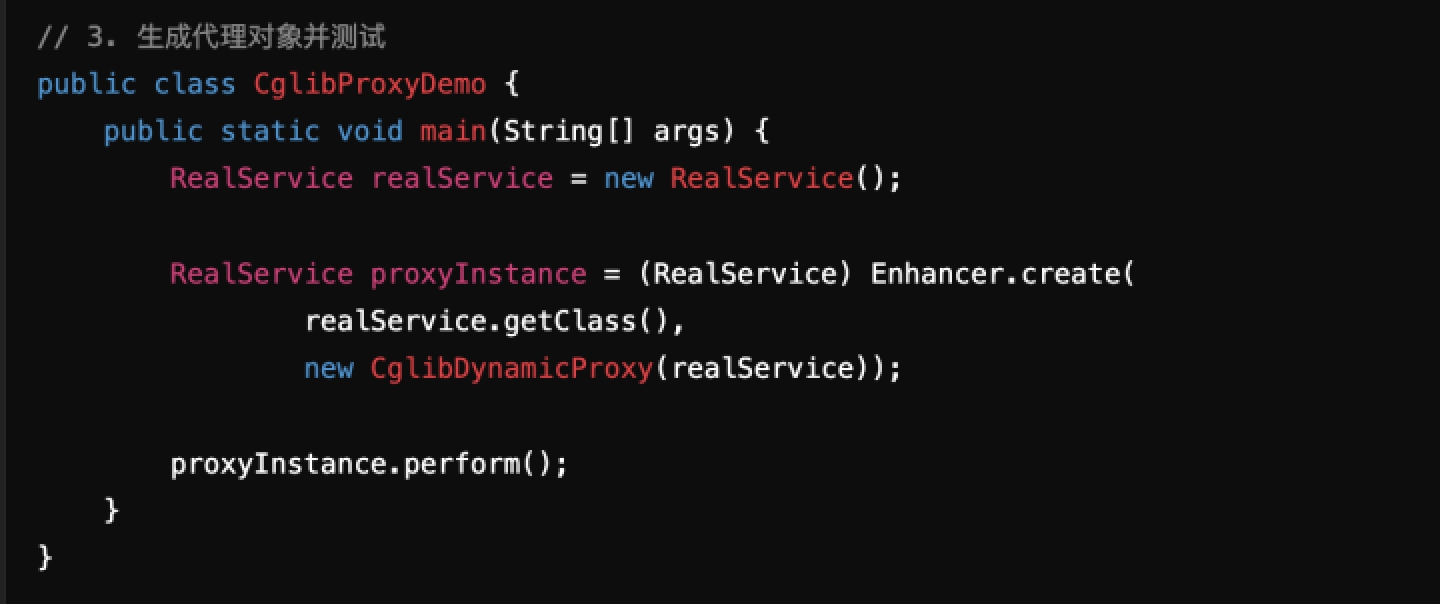 // 3. 生成代理对象并测试
public class CglibProxyDemo {
    public static void main(String[] args) {
        RealService realService = new RealService();
        RealService proxyInstance = (RealService) Enhancer.create(
                realService.getClass(),
                new CglibDynamicProxy(realService));
        proxyInstance.perform();
    }
}